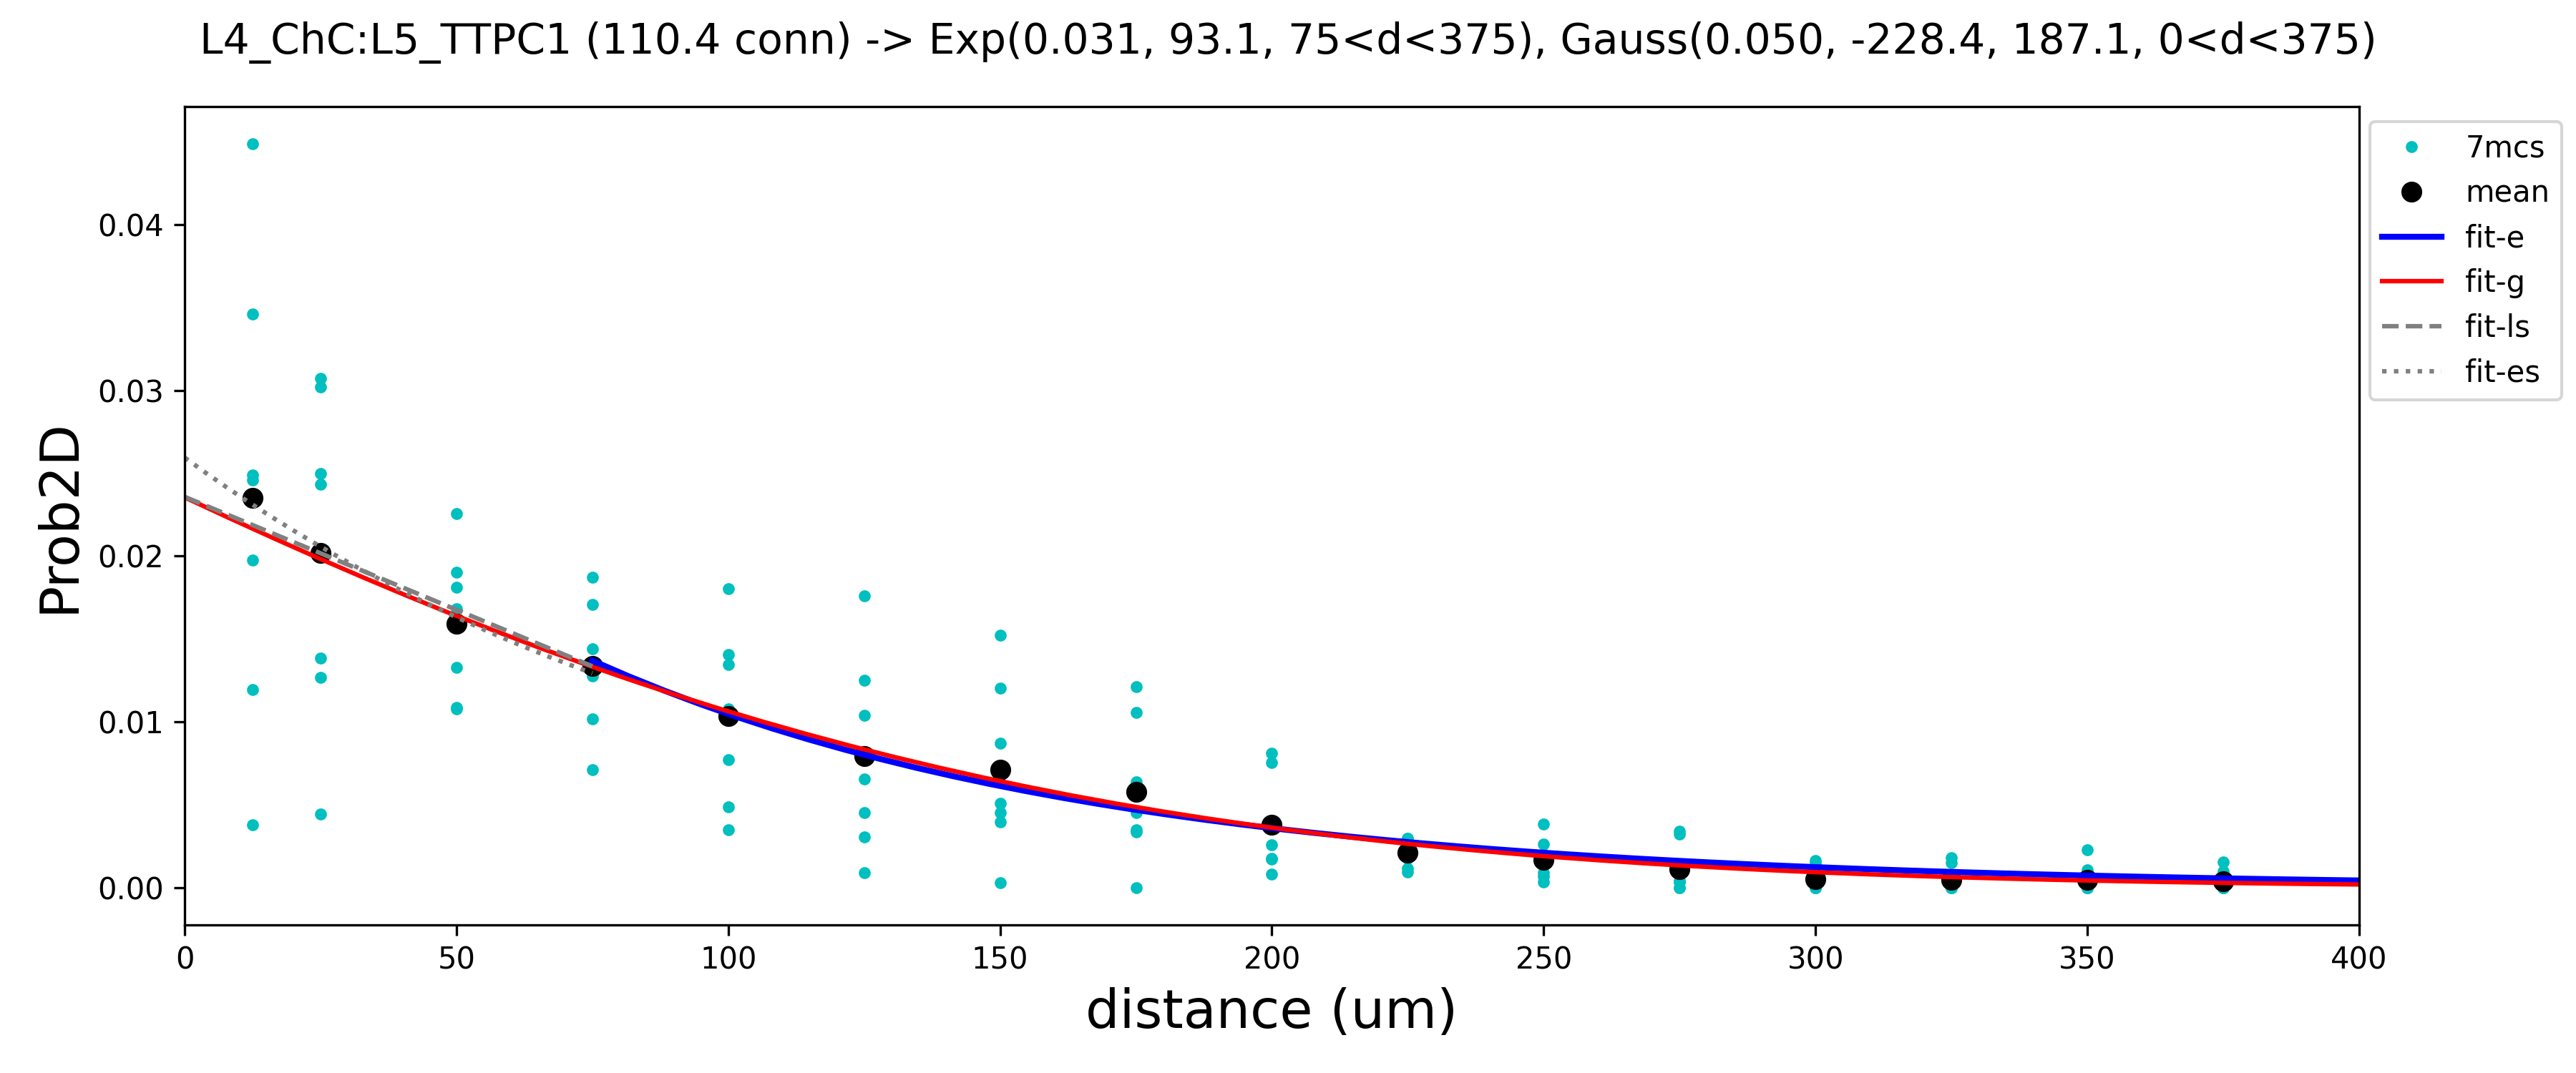 L4_ChC:L5_TTPC1 (110.4 conn) -> Exp(0.031, 93.1, 75<d<375), Gauss(0.050, -228.4, 187.1, 0<d<375)
7mcs
mean
fit-e
fit-g
fit-ls
fit-es
Prob2D
0.04
0.03
0.02
0.01
0.00
0 50 100 150 200 250 300 350 400
distance (um)